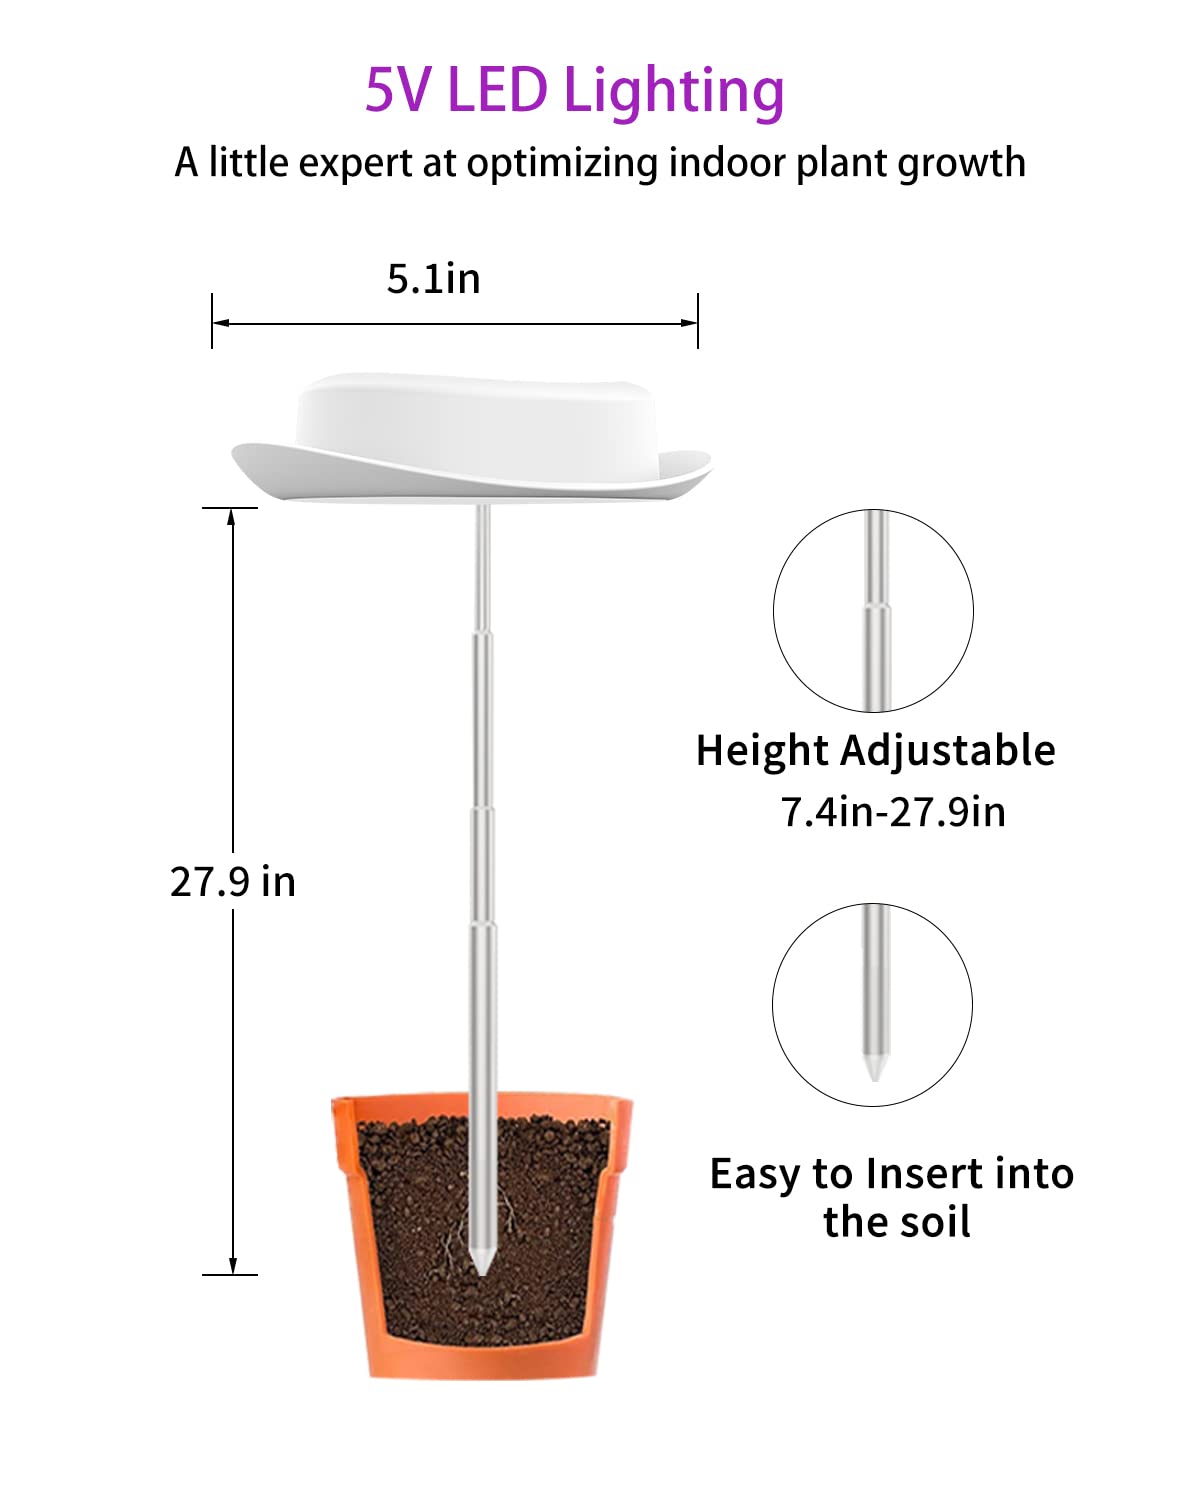 5V LED Lighting
A little expert at optimizing indoor plant growth
5.1in
27.9 in
Height Adjustable
7.4in-27.9in
Easy to Insert into
the soil